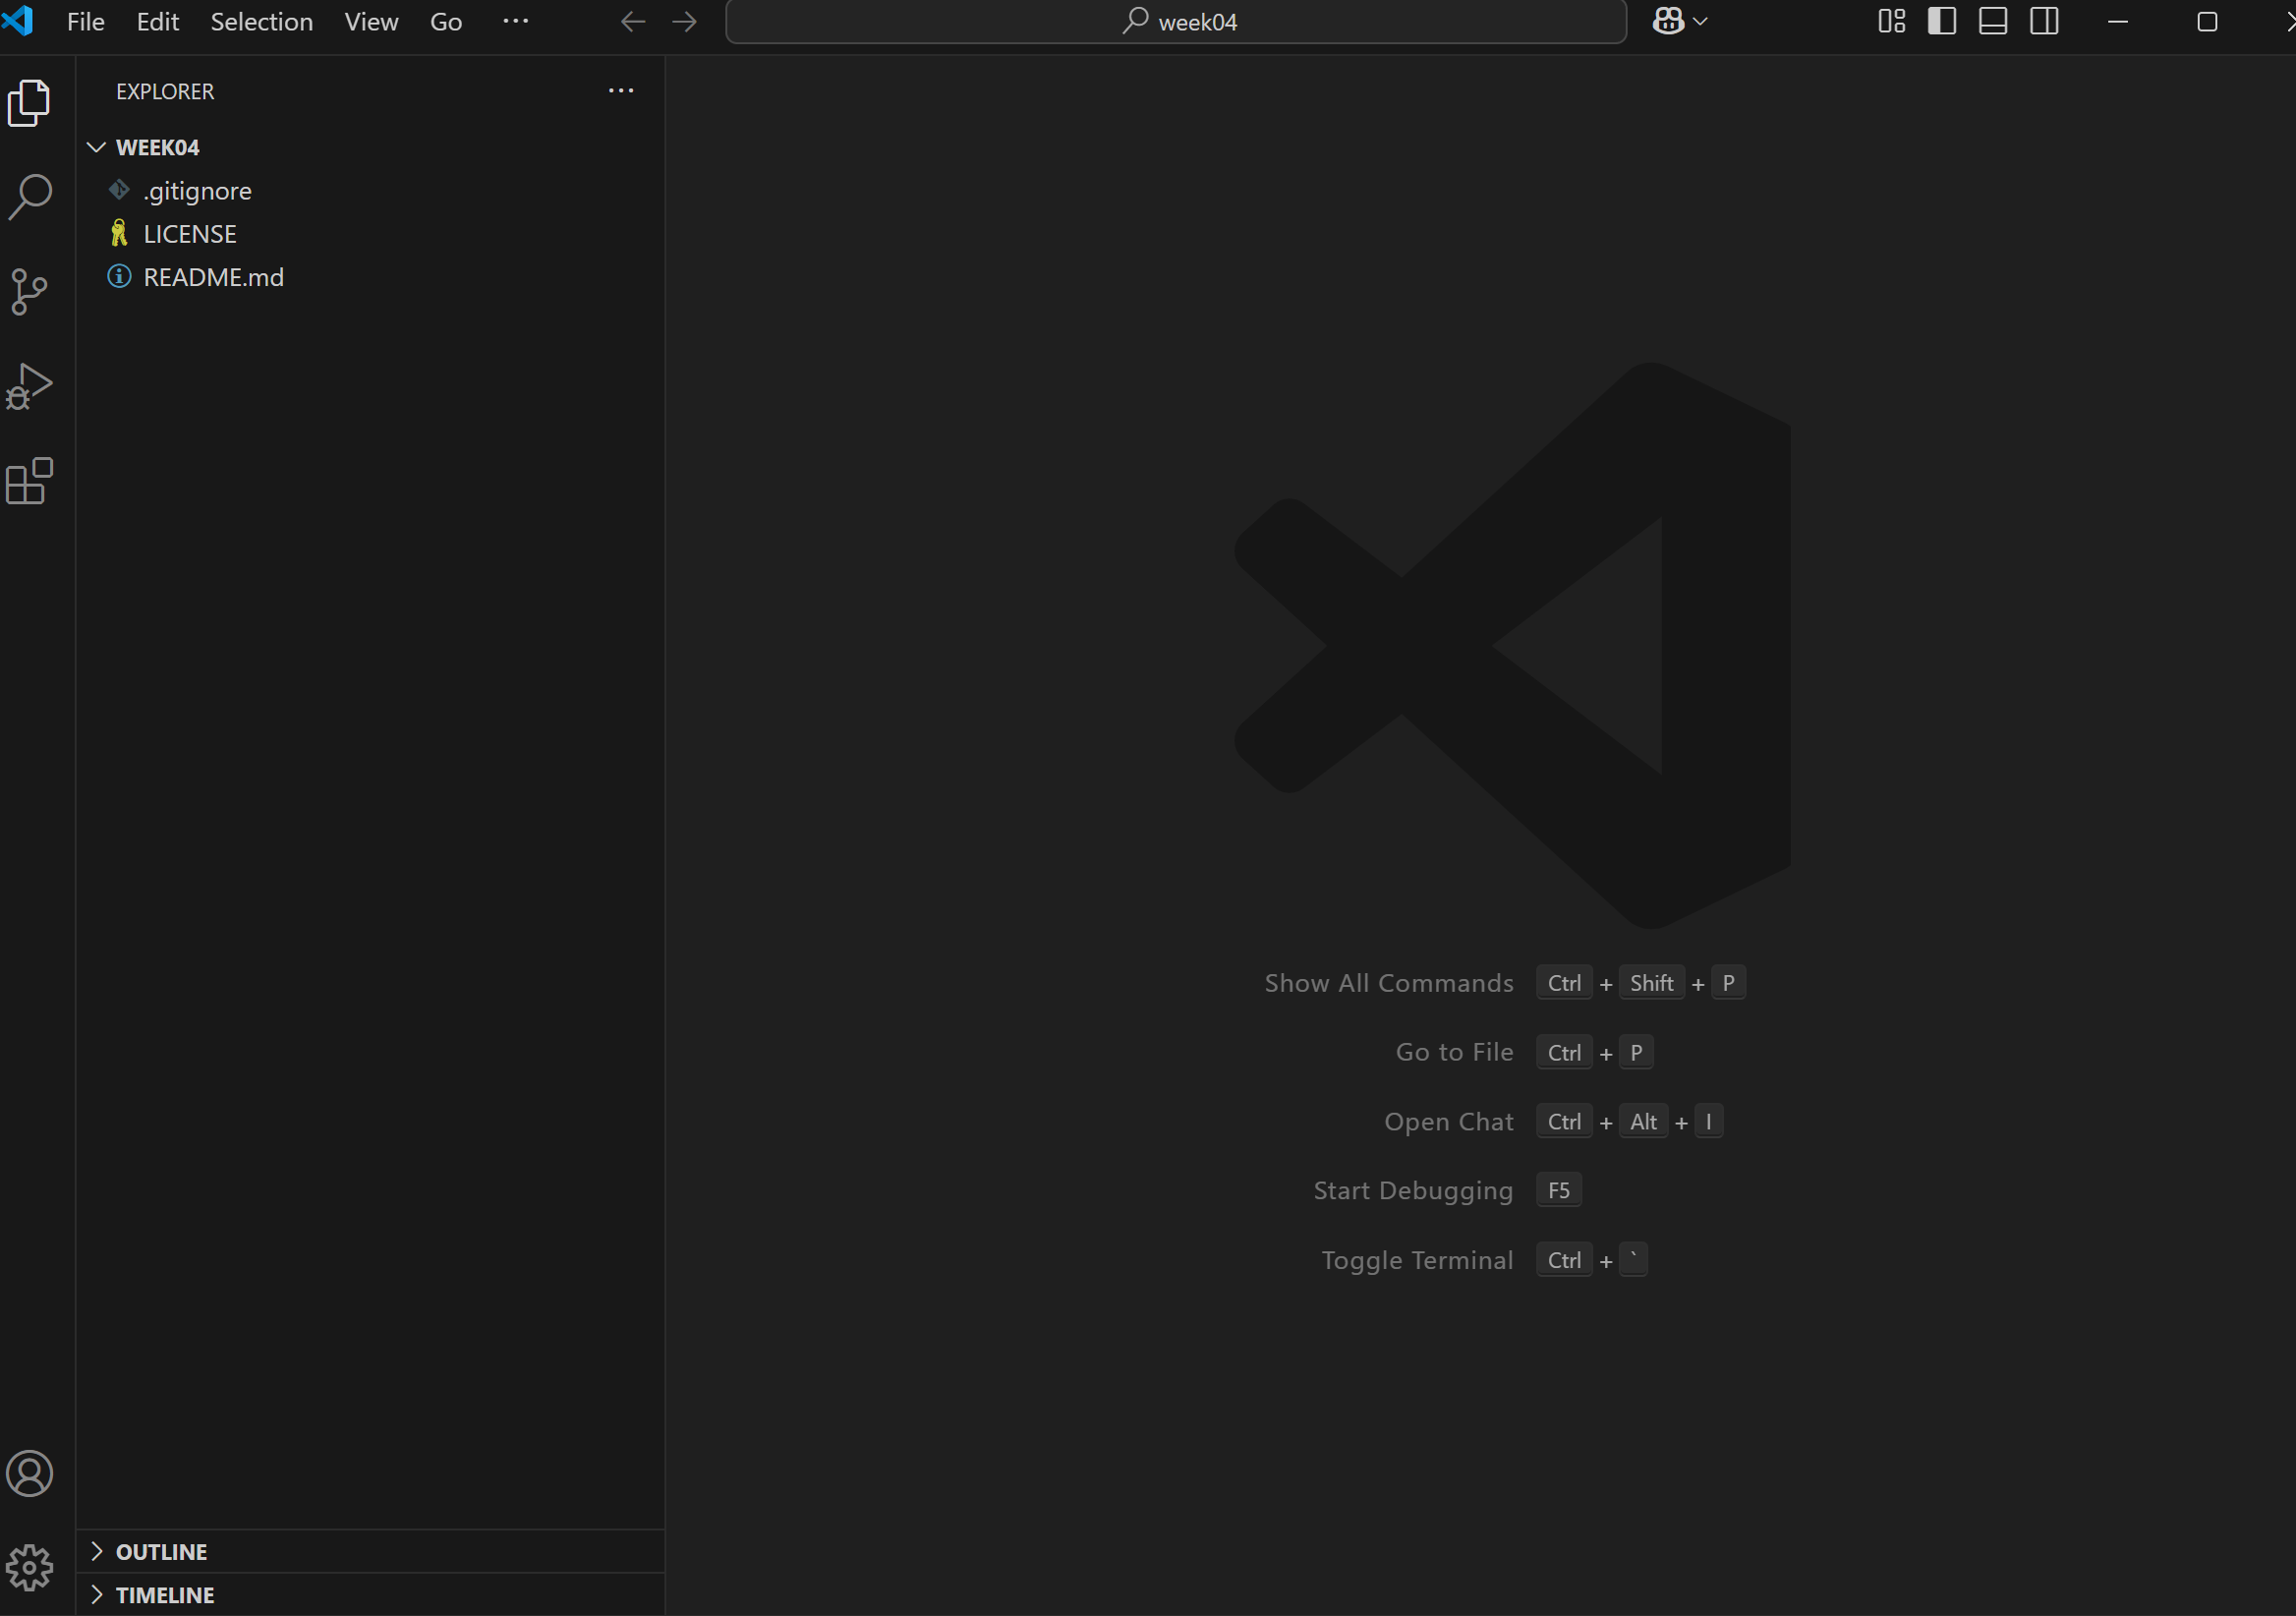 File Edit Selection View Go ··· week04
EXPLORER ···
WEEK04
.gitignore
LICENSE
README.md
Show All Commands Ctrl + Shift + P
Go to File Ctrl + P
Open Chat Ctrl + Alt + I
Start Debugging F5
Toggle Terminal Ctrl + `
OUTLINE
TIMELINE